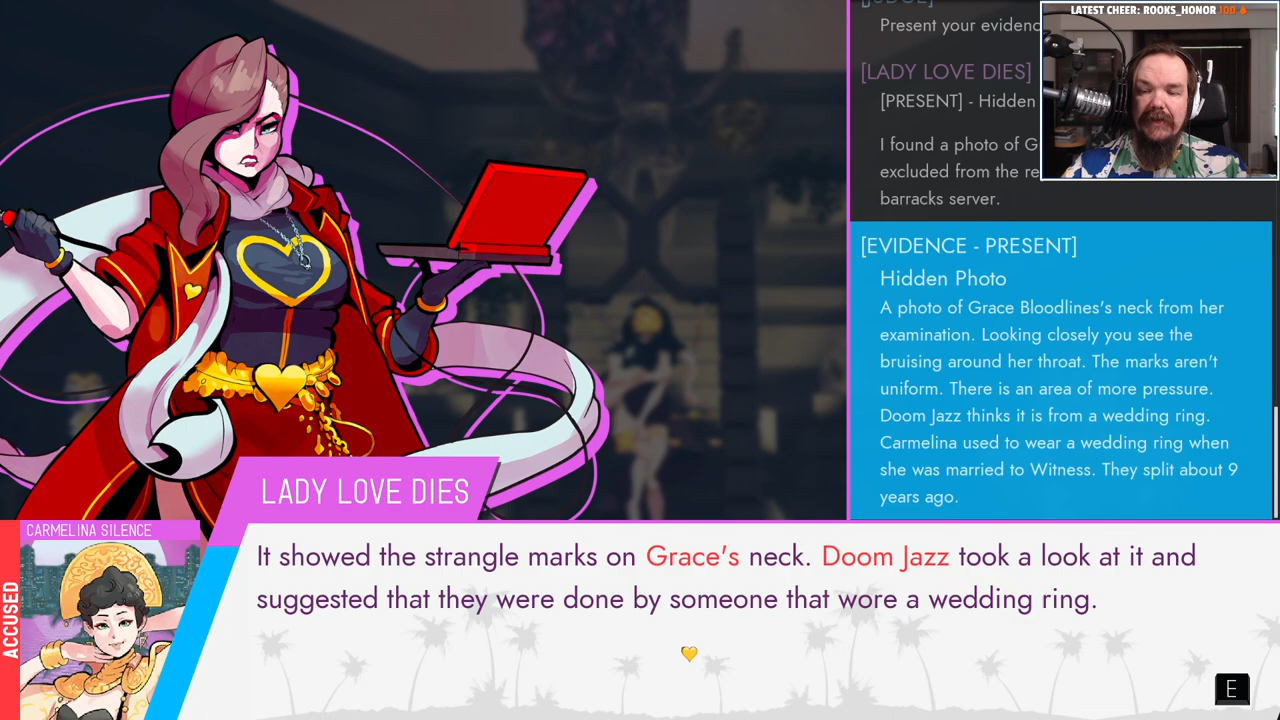 LATEST CHEER: ROOKS_HONOR 100
Present your evidenc
[LADY LOVE DIES]
[PRESENT] - Hidden
I found a photo of G
excluded from the re
barracks server.
[EVIDENCE - PRESENT]
Hidden Photo
A photo of Grace Bloodlines's neck from her
examination. Looking closely you see the
bruising around her throat. The marks aren't
uniform. There is an area of more pressure.
Doom Jazz thinks it is from a wedding ring.
Carmelina used to wear a wedding ring when
she was married to Witness. They split about 9
years ago.
LADY LOVE DIES
CARMELINA SILENCE
ACCUSED
It showed the strangle marks on Grace's neck. Doom Jazz took a look at it and
suggested that they were done by someone that wore a wedding ring.
E